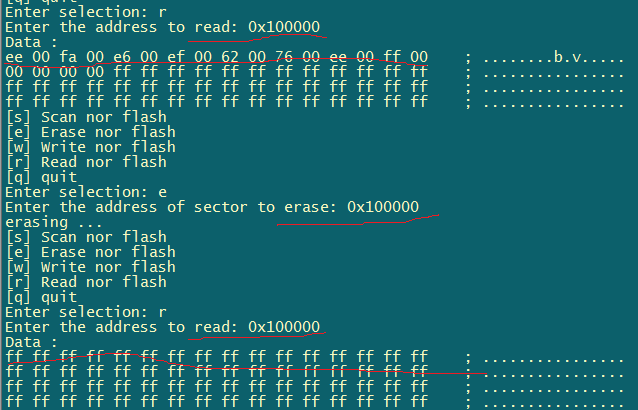 Enter selection: r
Enter the address to read: 0x100000
Data :
ee 00 fa 00 e6 00 ef 00 62 00 76 00 ee 00 ff 00 ; ........b.v.....
00 00 00 00 ff ff ff ff ff ff ff ff ff ff ff ff ; ................
ff ff ff ff ff ff ff ff ff ff ff ff ff ff ff ff ; ................
ff ff ff ff ff ff ff ff ff ff ff ff ff ff ff ff ; ................
[s] Scan nor flash
[e] Erase nor flash
[w] Write nor flash
[r] Read nor flash
[q] quit
Enter selection: e
Enter the address of sector to erase: 0x100000
erasing ...
[s] Scan nor flash
[e] Erase nor flash
[w] Write nor flash
[r] Read nor flash
[q] quit
Enter selection: r
Enter the address to read: 0x100000
Data :
ff ff ff ff ff ff ff ff ff ff ff ff ff ff ff ff ; ................
ff ff ff ff ff ff ff ff ff ff ff ff ff ff ff ff ; ................
ff ff ff ff ff ff ff ff ff ff ff ff ff ff ff ff ; ................
ff ff ff ff ff ff ff ff ff ff ff ff ff ff ff ff ; ................